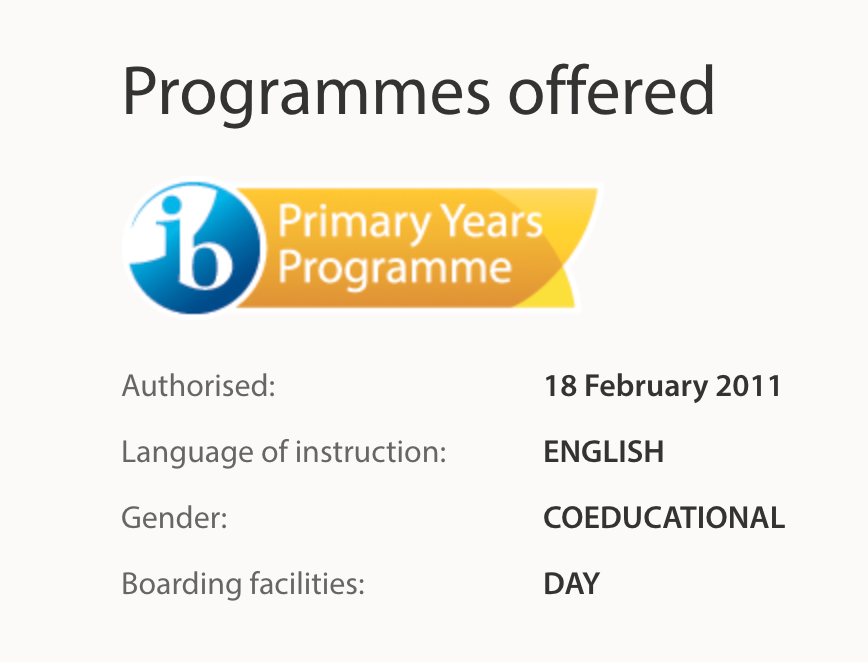 Programmes offered
ib
Primary Years
Programme
Authorised: 18 February 2011
Language of instruction: ENGLISH
Gender: COEDUCATIONAL
Boarding facilities: DAY